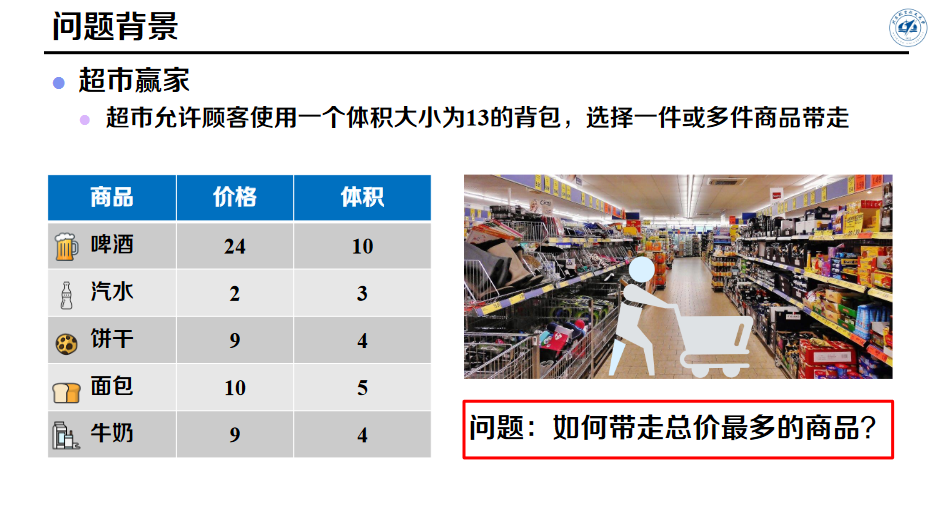 问题背景
超市赢家
超市允许顾客使用一个体积大小为13的背包，选择一件或多件商品带走
商品 价格 体积
啤酒 24 10
汽水 2 3
饼干 9 4
面包 10 5
牛奶 9 4
问题：如何带走总价最多的商品？